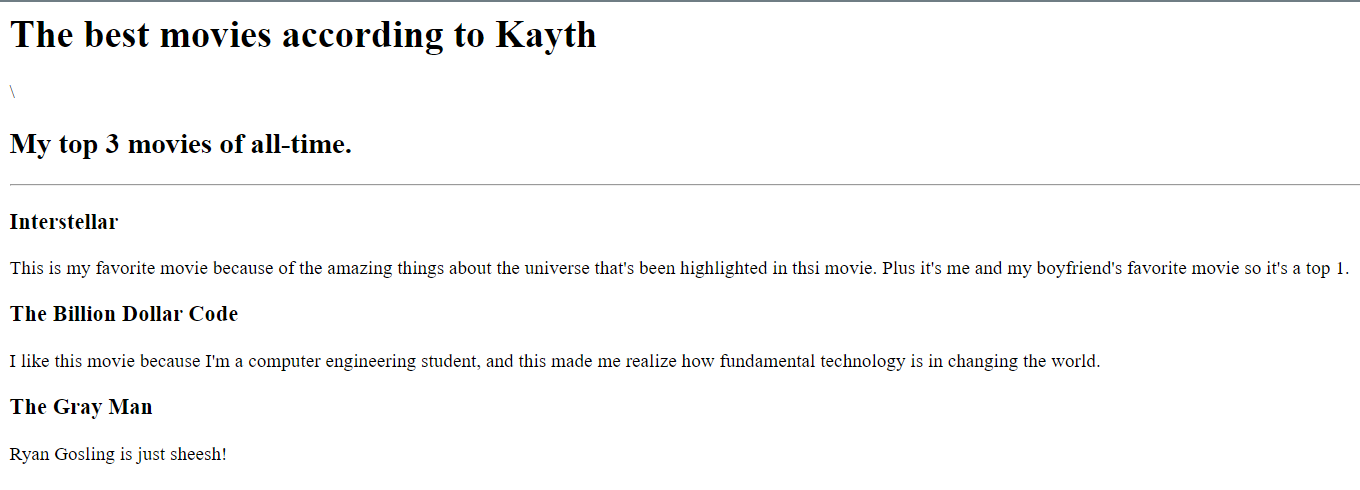 The best movies according to Kayth
\
My top 3 movies of all-time.
Interstellar
This is my favorite movie because of the amazing things about the universe that's been highlighted in thsi movie. Plus it's me and my boyfriend's favorite movie so it's a top 1.
The Billion Dollar Code
I like this movie because I'm a computer engineering student, and this made me realize how fundamental technology is in changing the world.
The Gray Man
Ryan Gosling is just sheesh!